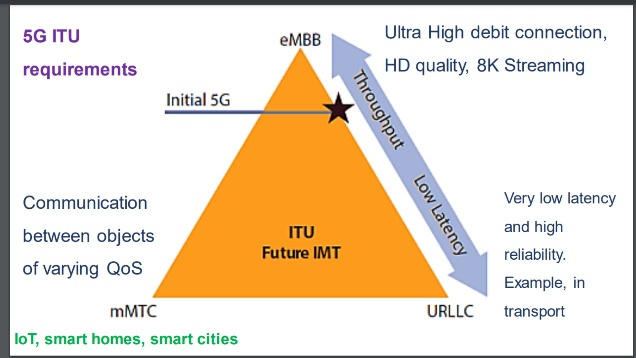 5G ITU
requirements
eMBB
Ultra High debit connection,
HD quality, 8K Streaming
Initial 5G
Throughput
Low Latency
Communication
between objects
of varying QoS
ITU
Future IMT
Very low latency
and high
reliability.
Example, in
transport
mMTC
URLLC
IoT, smart homes, smart cities